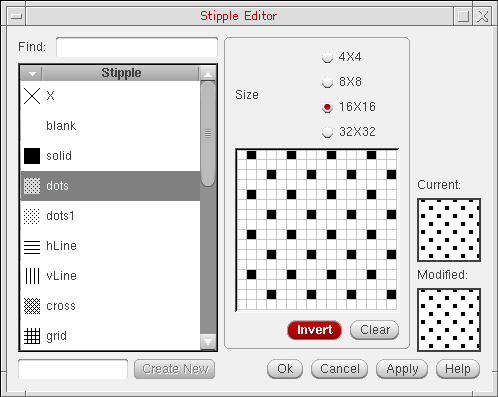 Stipple Editor
Find:
Stipple
X
blank
solid
dots
dots1
hLine
vLine
cross
grid
Create New
Size
4X4
8X8
16X16
32X32
Invert
Clear
Current:
Modified:
Ok
Cancel
Apply
Help